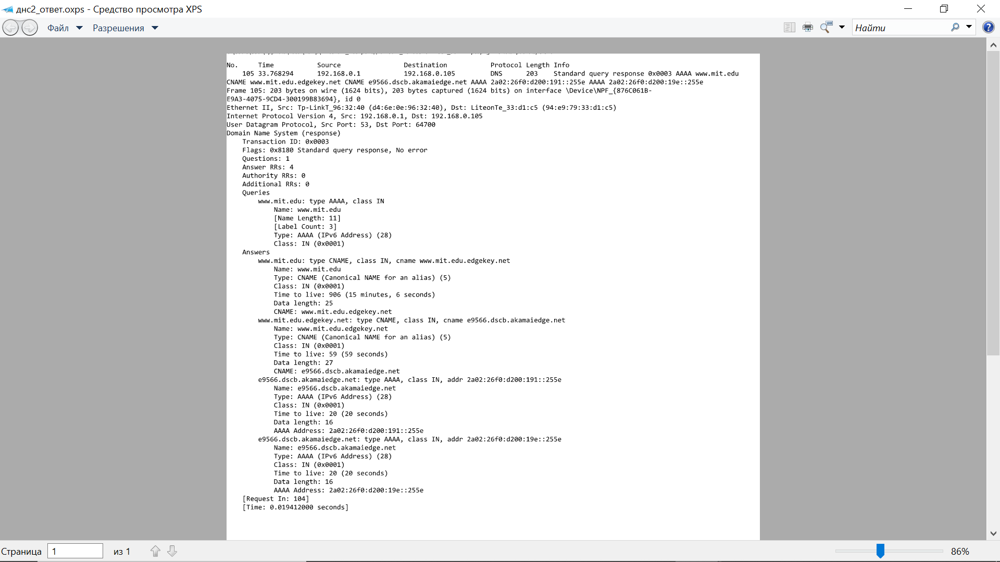 днс2_ответ.oxps - Средство просмотра XPS
Файл Разрешения
100
Найти
?
No. Time Source Destination Protocol Length Info
105 33.768294 192.168.0.1 192.168.0.105 DNS 203 Standard query response 0x0003 AAAA www.mit.edu
CNAME www.mit.edu.edgekey.net CNAME e9566.dscb.akamaiedge.net AAAA 2a02:26f0:d200:191::255e AAAA 2a02:26f0:d200:19e::255e
Frame 105: 203 bytes on wire (1624 bits), 203 bytes captured (1624 bits) on interface \Device\NPF_{876C061B-
E9A3-4075-9CD4-300199B83694}, id 0
Ethernet II, Src: Tp-LinkT_96:32:40 (d4:6e:0e:96:32:40), Dst: LiteonTe_33:d1:c5 (94:e9:79:33:d1:c5)
Internet Protocol Version 4, Src: 192.168.0.1, Dst: 192.168.0.105
User Datagram Protocol, Src Port: 53, Dst Port: 64700
Domain Name System (response)
Transaction ID: 0x0003
Flags: 0x8180 Standard query response, No error
Questions: 1
Answer RRs: 4
Authority RRs: 0
Additional RRs: 0
Queries
www.mit.edu: type AAAA, class IN
Name: www.mit.edu
[Name Length: 11]
[Label Count: 3]
Type: AAAA (IPv6 Address) (28)
Class: IN (0x0001)
Answers
www.mit.edu: type CNAME, class IN, cname www.mit.edu.edgekey.net
Name: www.mit.edu
Type: CNAME (Canonical NAME for an alias) (5)
Class: IN (0x0001)
Time to live: 906 (15 minutes, 6 seconds)
Data length: 25
CNAME: www.mit.edu.edgekey.net
www.mit.edu.edgekey.net: type CNAME, class IN, cname e9566.dscb.akamaiedge.net
Name: www.mit.edu.edgekey.net
Type: CNAME (Canonical NAME for an alias) (5)
Class: IN (0x0001)
Time to live: 59 (59 seconds)
Data length: 27
CNAME: e9566.dscb.akamaiedge.net
e9566.dscb.akamaiedge.net: type AAAA, class IN, addr 2a02:26f0:d200:191::255e
Name: e9566.dscb.akamaiedge.net
Type: AAAA (IPv6 Address) (28)
Class: IN (0x0001)
Time to live: 20 (20 seconds)
Data length: 16
AAAA Address: 2a02:26f0:d200:191::255e
e9566.dscb.akamaiedge.net: type AAAA, class IN, addr 2a02:26f0:d200:19e::255e
Name: e9566.dscb.akamaiedge.net
Type: AAAA (IPv6 Address) (28)
Class: IN (0x0001)
Time to live: 20 (20 seconds)
Data length: 16
AAAA Address: 2a02:26f0:d200:19e::255e
[Request In: 104]
[Time: 0.019412000 seconds]
Страница 1 из 1
86%